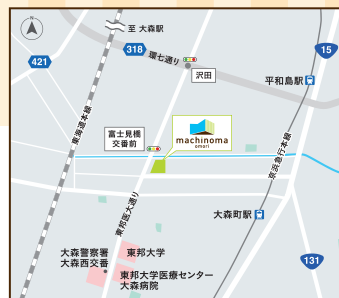 至 大森駅
318
環七通り
15
421
沢田
平和島駅
東海道本線
富士見橋
交番前
machinoma
omori
京浜急行本線
東邦医大通り
大森町駅
大森警察署
大森西交番
東邦大学
131
東邦大学医療センター
大森病院